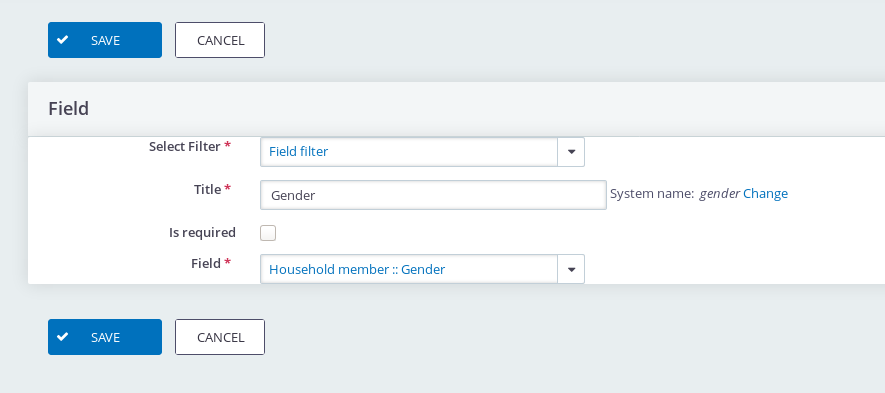 SAVE CANCEL
Field
Select Filter * Field filter
Title * Gender System name: gender Change
Is required
Field * Household member :: Gender
SAVE CANCEL